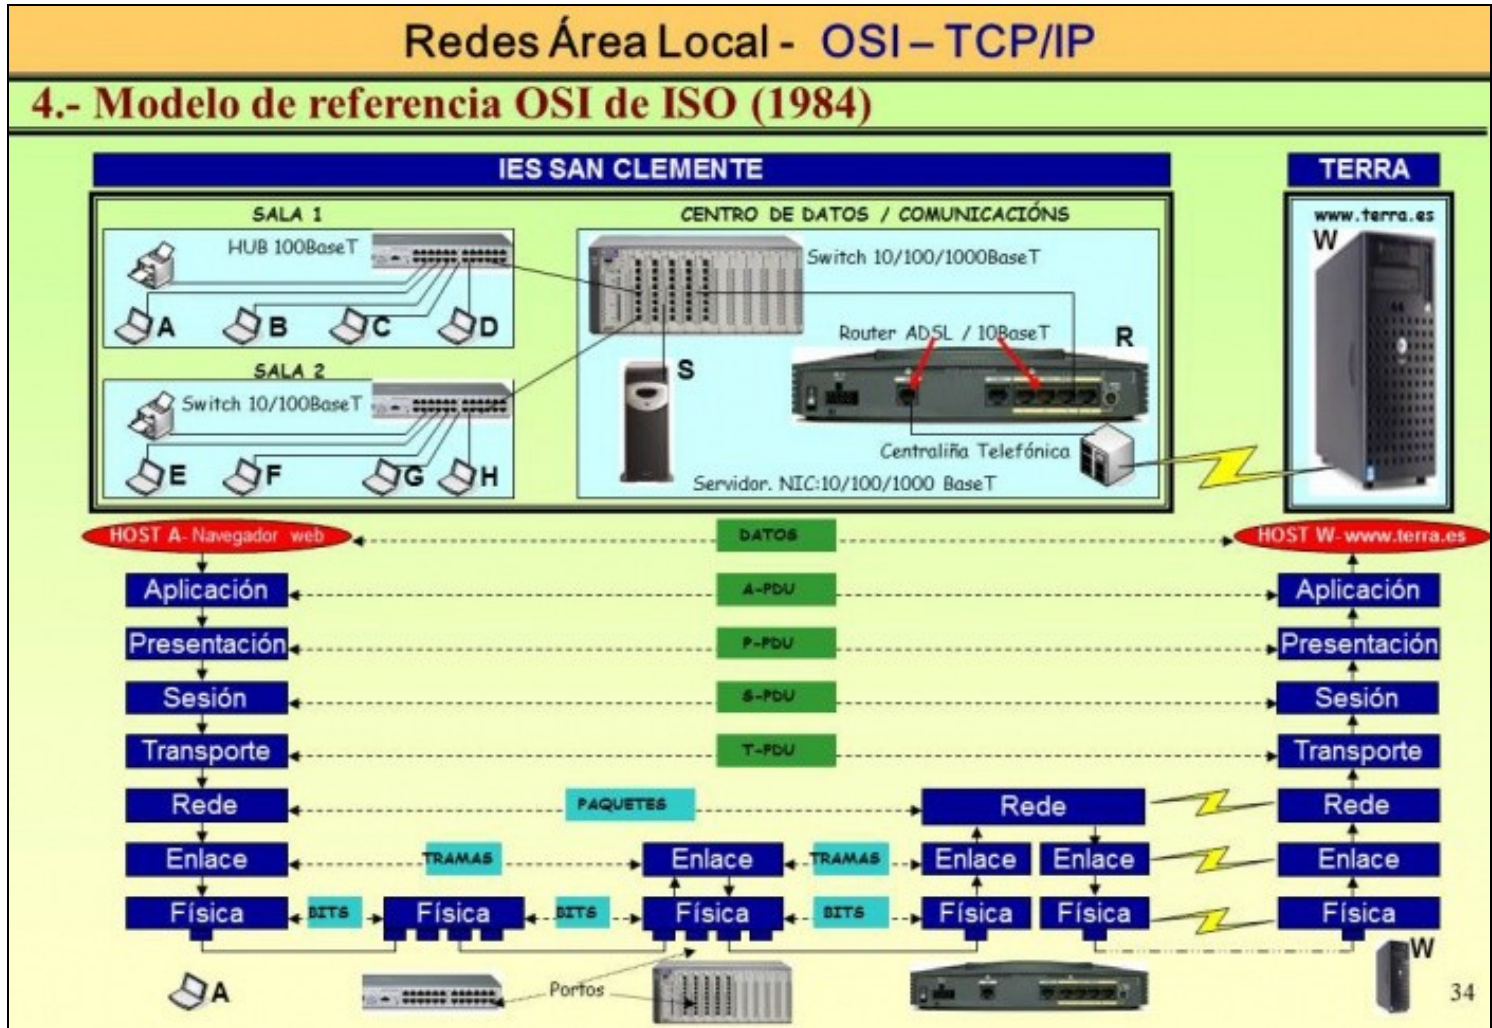 Redes Área Local - OSI – TCP/IP
4.- Modelo de referencia OSI de ISO (1984)
IES SAN CLEMENTE
TERRA
SALA 1
HUB 100BaseT
A
B
C
D
SALA 2
Switch 10/100BaseT
E
F
G
H
CENTRO DE DATOS / COMUNICACIÓNS
Switch 10/100/1000BaseT
Router ADSL / 10BaseT
R
S
Centraliña Telefónica
Servidor. NIC:10/100/1000 BaseT
www.terra.es
W
HOST A- Navegador web
DATOS
HOST W- www.terra.es
Aplicación
A-PDU
Aplicación
Presentación
P-PDU
Presentación
Sesión
S-PDU
Sesión
Transporte
T-PDU
Transporte
Rede
PAQUETES
Rede
Rede
Enlace
TRAMAS
Enlace
TRAMAS
Enlace
Enlace
Enlace
Física
BITS
Física
BITS
Física
BITS
Física
Física
Física
A
Portos
W
34